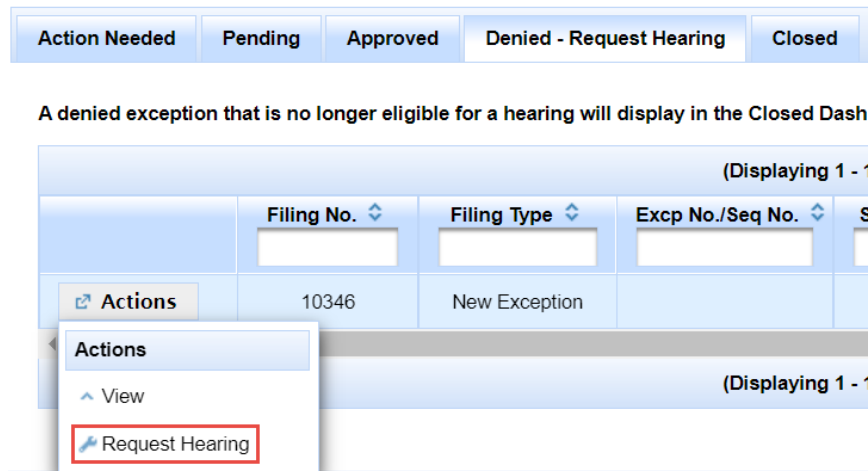 Action Needed Pending Approved Denied - Request Hearing Closed
A denied exception that is no longer eligible for a hearing will display in the Closed Dash
(Displaying 1 -
Filing No. Filing Type Excp No./Seq No. S
Actions 10346 New Exception
Actions
View
(Displaying 1 -
Request Hearing